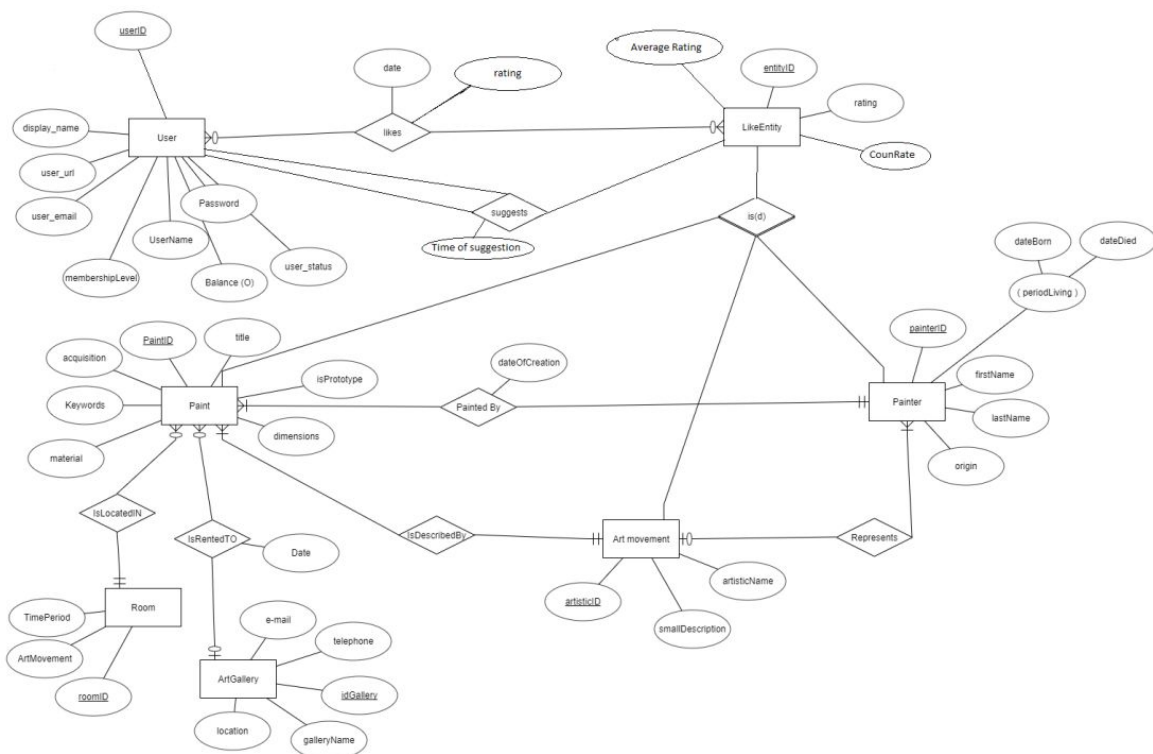 userID
Average Rating
date
rating
entityID
rating
display_name
User
likes
LikeEntity
CounRate
user_url
user_email
Password
suggests
UserName
Time of suggestion
user_status
membershipLevel
Balance (O)
is(d)
dateBorn
dateDied
( periodLiving )
PaintID
title
painterID
acquisition
isPrototype
dateOfCreation
firstName
Keywords
Paint
Painted By
Painter
lastName
material
dimensions
origin
IsLocatedIN
IsRentedTO
Date
IsDescribedBy
Art movement
Represents
artisticName
artisticID
smallDescription
TimePeriod
Room
ArtMovement
roomID
e-mail
telephone
ArtGallery
idGallery
location
galleryName